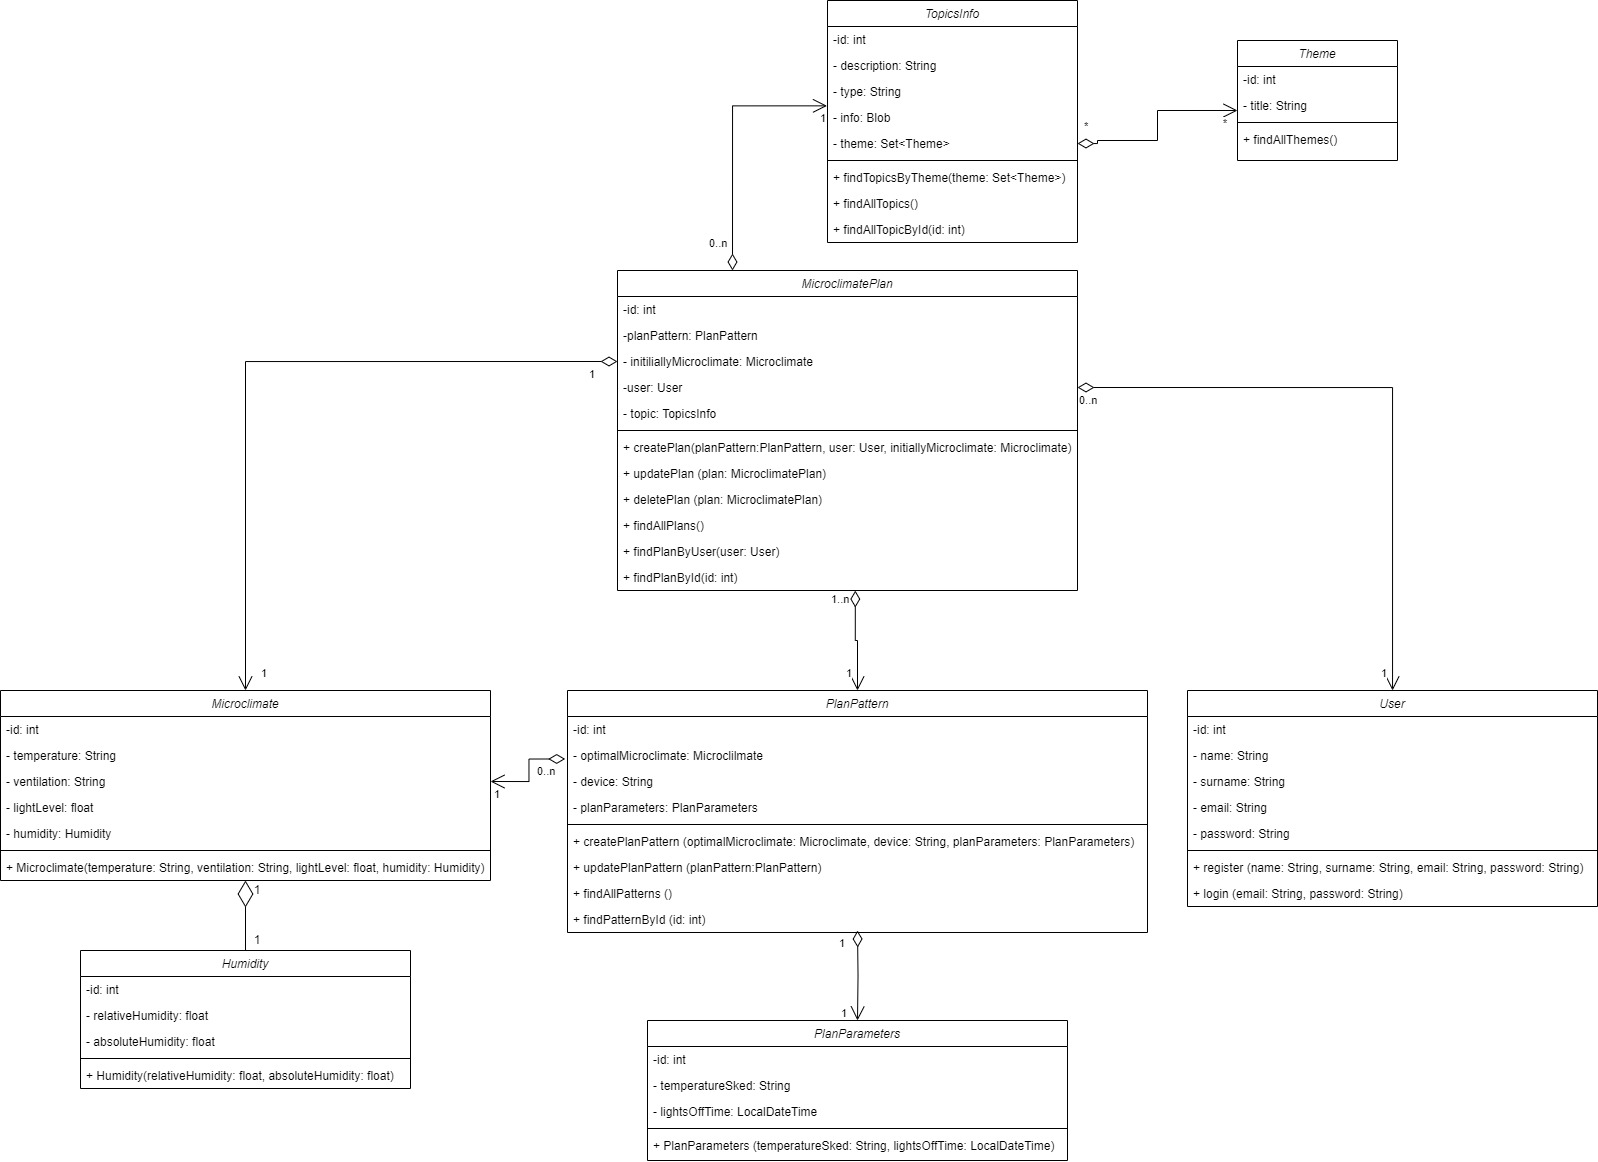 TopicsInfo
-id: int
- description: String
- type: String
- info: Blob
- theme: Set<Theme>
+ findTopicsByTheme(theme: Set<Theme>)
+ findAllTopics()
+ findAllTopicById(id: int)
Theme
-id: int
- title: String
+ findAllThemes()
*
*
1
0..n
MicroclimatePlan
-id: int
-planPattern: PlanPattern
- initiliallyMicroclimate: Microclimate
-user: User
- topic: TopicsInfo
+ createPlan(planPattern:PlanPattern, user: User, initiallyMicroclimate: Microclimate)
+ updatePlan (plan: MicroclimatePlan)
+ deletePlan (plan: MicroclimatePlan)
+ findAllPlans()
+ findPlanByUser(user: User)
+ findPlanById(id: int)
1
0..n
1..n
1
1
1
Microclimate
-id: int
- temperature: String
- ventilation: String
- lightLevel: float
- humidity: Humidity
+ Microclimate(temperature: String, ventilation: String, lightLevel: float, humidity: Humidity)
0..n
1
PlanPattern
-id: int
- optimalMicroclimate: Microclilmate
- device: String
- planParameters: PlanParameters
+ createPlanPattern (optimalMicroclimate: Microclimate, device: String, planParameters: PlanParameters)
+ updatePlanPattern (planPattern:PlanPattern)
+ findAllPatterns ()
+ findPatternById (id: int)
User
-id: int
- name: String
- surname: String
- email: String
- password: String
+ register (name: String, surname: String, email: String, password: String)
+ login (email: String, password: String)
1
1
Humidity
-id: int
- relativeHumidity: float
- absoluteHumidity: float
+ Humidity(relativeHumidity: float, absoluteHumidity: float)
1
1
PlanParameters
-id: int
- temperatureSked: String
- lightsOffTime: LocalDateTime
+ PlanParameters (temperatureSked: String, lightsOffTime: LocalDateTime)